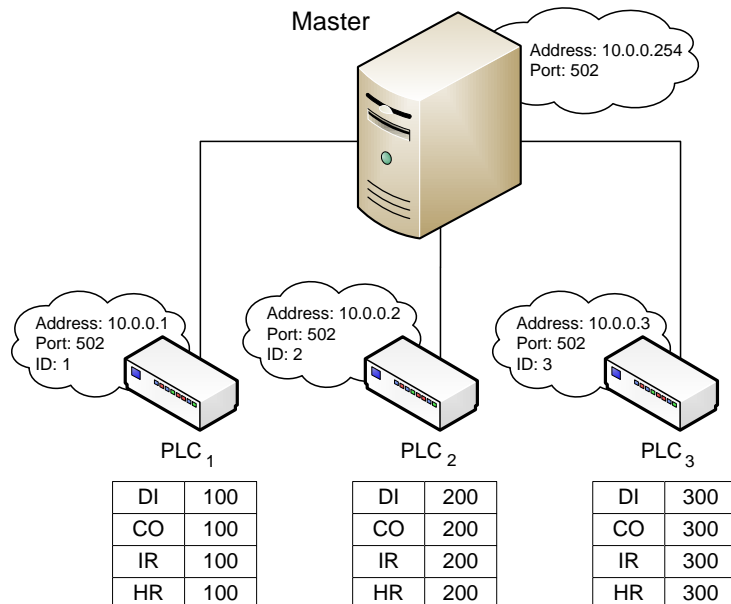 Master
Address: 10.0.0.254
Port: 502
Address: 10.0.0.1
Port: 502
ID: 1
Address: 10.0.0.2
Port: 502
ID: 2
Address: 10.0.0.3
Port: 502
ID: 3
PLC 1
PLC 2
PLC 3
DI 100
CO 100
IR 100
HR 100
DI 200
CO 200
IR 200
HR 200
DI 300
CO 300
IR 300
HR 300